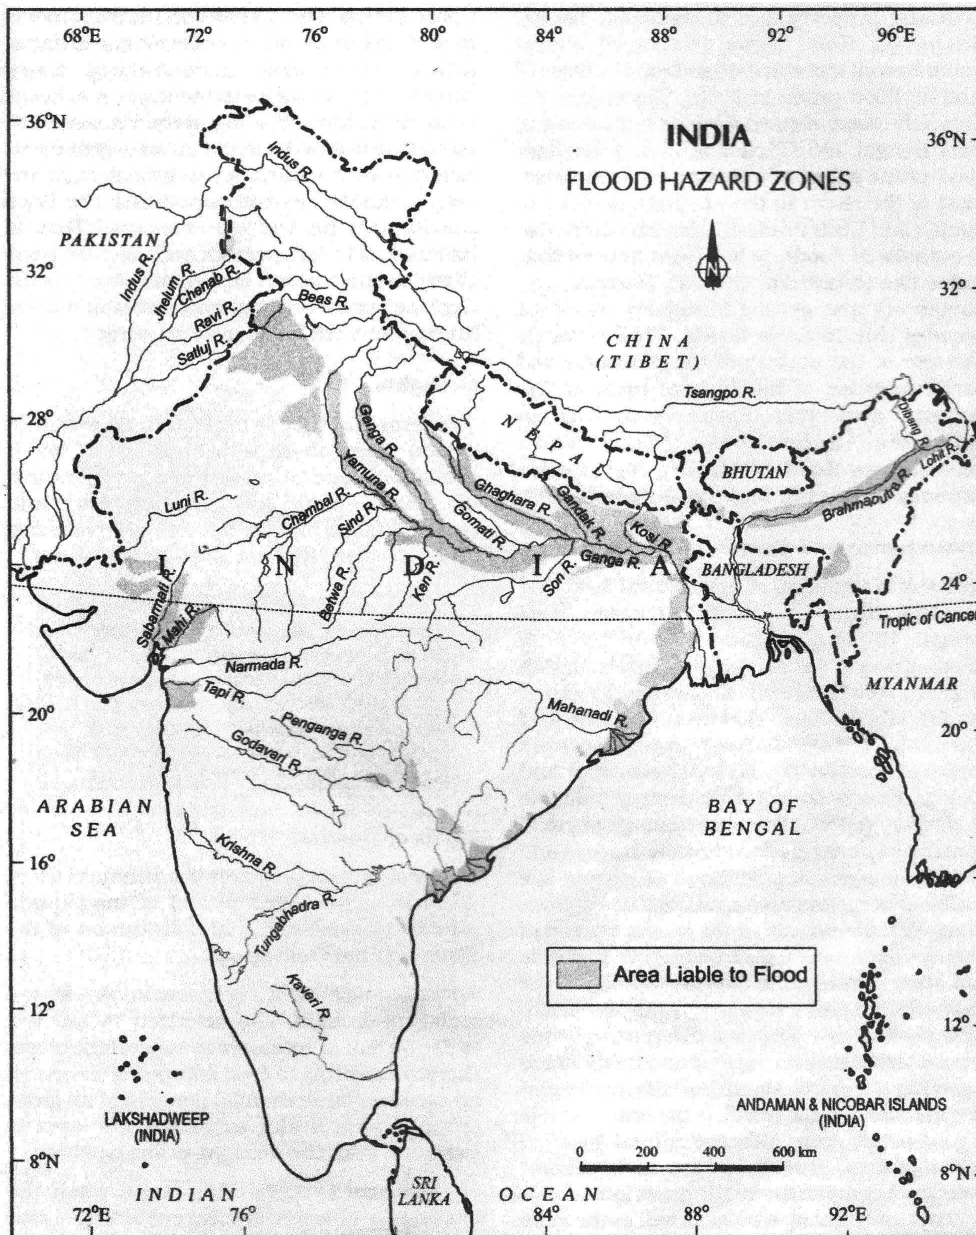 68°E
72°
76°
80°
84°
88°
92°
96°E
36°N
36°N
INDIA
FLOOD HAZARD ZONES
N
Indus R.
PAKISTAN
Indus R.
Jhelum R.
Chenab R.
Ravi R.
Beas R.
Satluj R.
32°
32°
CHINA
(TIBET)
Tsangpo R.
28°
28°
NEPAL
BHUTAN
Dibang R.
Lohit R.
Brahmaputra R.
Ganga R.
Yamuna R.
Ghaghara R.
Gandak R.
Kosi R.
Gomati R.
Luni R.
Chambal R.
Sind R.
Betwa R.
Ken R.
Son R.
Ganga R.
INDIA
BANGLADESH
24°
Tropic of Cancer
Sabarmati R.
Mahi R.
Narmada R.
Tapi R.
MYANMAR
20°
20°
Mahanadi R.
Penganga R.
Godavari R.
ARABIAN
SEA
BAY OF
BENGAL
16°
Krishna R.
Tungabhadra R.
Area Liable to Flood
12°
12°
Kaveri R.
LAKSHADWEEP
(INDIA)
ANDAMAN & NICOBAR ISLANDS
(INDIA)
0 200 400 600 km
8°N
8°N
INDIAN
SRI
LANKA
OCEAN
72°E
76°
84°
88°
92°E